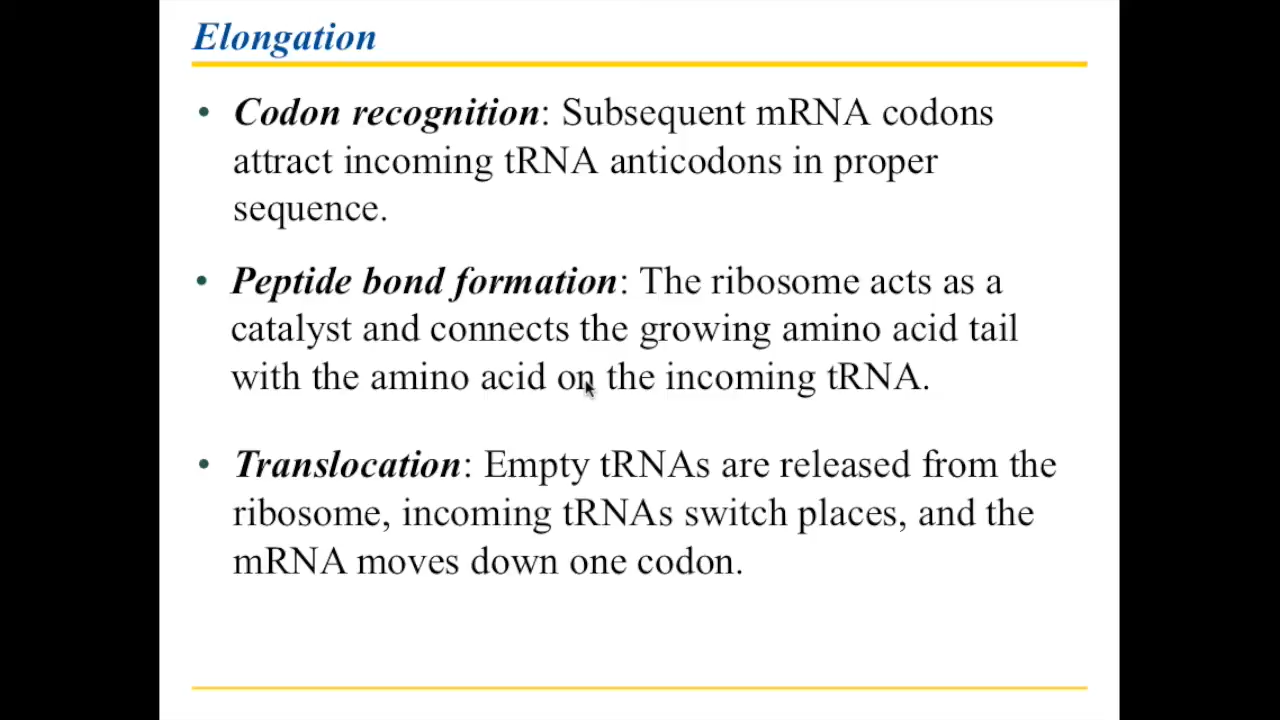 Elongation
• Codon recognition: Subsequent mRNA codons
attract incoming tRNA anticodons in proper
sequence.
• Peptide bond formation: The ribosome acts as a
catalyst and connects the growing amino acid tail
with the amino acid on the incoming tRNA.
• Translocation: Empty tRNAs are released from the
ribosome, incoming tRNAs switch places, and the
mRNA moves down one codon.